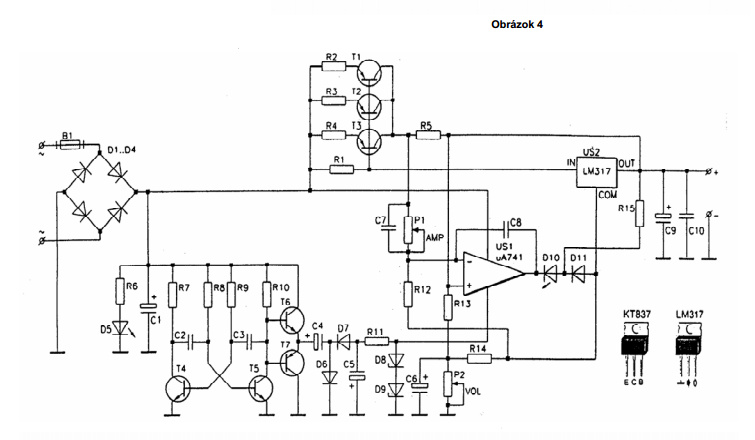 Obrázok 4
R2 T1
R3 T2
R4 T3 R5
B1
~
D1..D4
R1
IN US2 OUT
LM317
COM
+
-
~
C7 P1
AMP
C8
US1
uA741
-
+
R15
+
C9 C10
D10 D11
R6 R7 R8 R9 R10
R12 R13
T6
+
C1
D5
C2 C3
T7
+
C4 D7 R11
D6 C5
+
D8
D9
R14
C6
+
P2
VOL
T4 T5
KT837
C
E C B
LM317
C